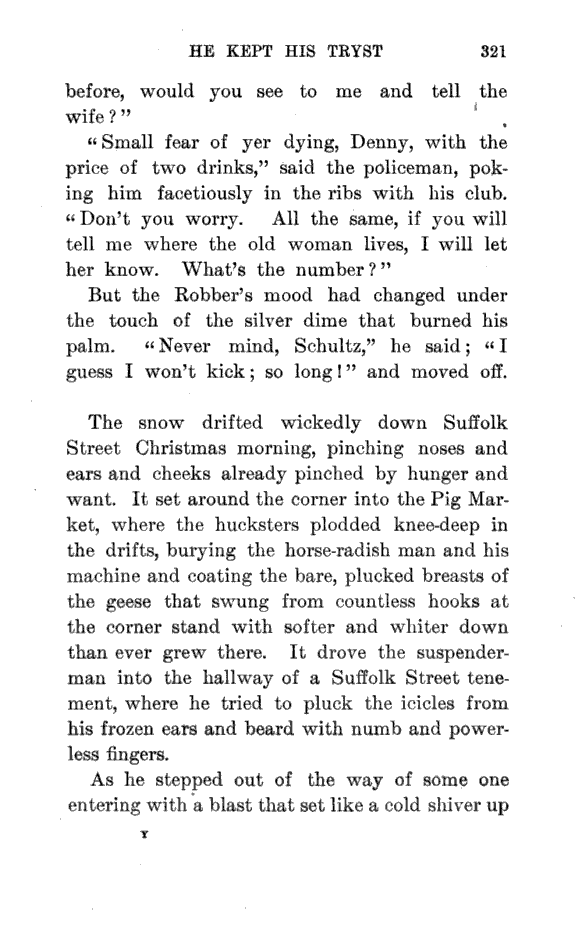 HE KEPT HIS TRYST 321
before, would you see to me and tell the
wife?"
"Small fear of yer dying, Denny, with the
price of two drinks," said the policeman, pok-
ing him facetiously in the ribs with his club.
"Don't you worry. All the same, if you will
tell me where the old woman lives, I will let
her know. What's the number?"
But the Robber's mood had changed under
the touch of the silver dime that burned his
palm. "Never mind, Schultz," he said; "I
guess I won't kick; so long!" and moved off.
The snow drifted wickedly down Suffolk
Street Christmas morning, pinching noses and
ears and cheeks already pinched by hunger and
want. It set around the corner into the Pig Mar-
ket, where the hucksters plodded knee-deep in
the drifts, burying the horse-radish man and his
machine and coating the bare, plucked breasts of
the geese that swung from countless hooks at
the corner stand with softer and whiter down
than ever grew there. It drove the suspender-
man into the hallway of a Suffolk Street tene-
ment, where he tried to pluck the icicles from
his frozen ears and beard with numb and power-
less fingers.
As he stepped out of the way of some one
entering with a blast that set like a cold shiver up
Y